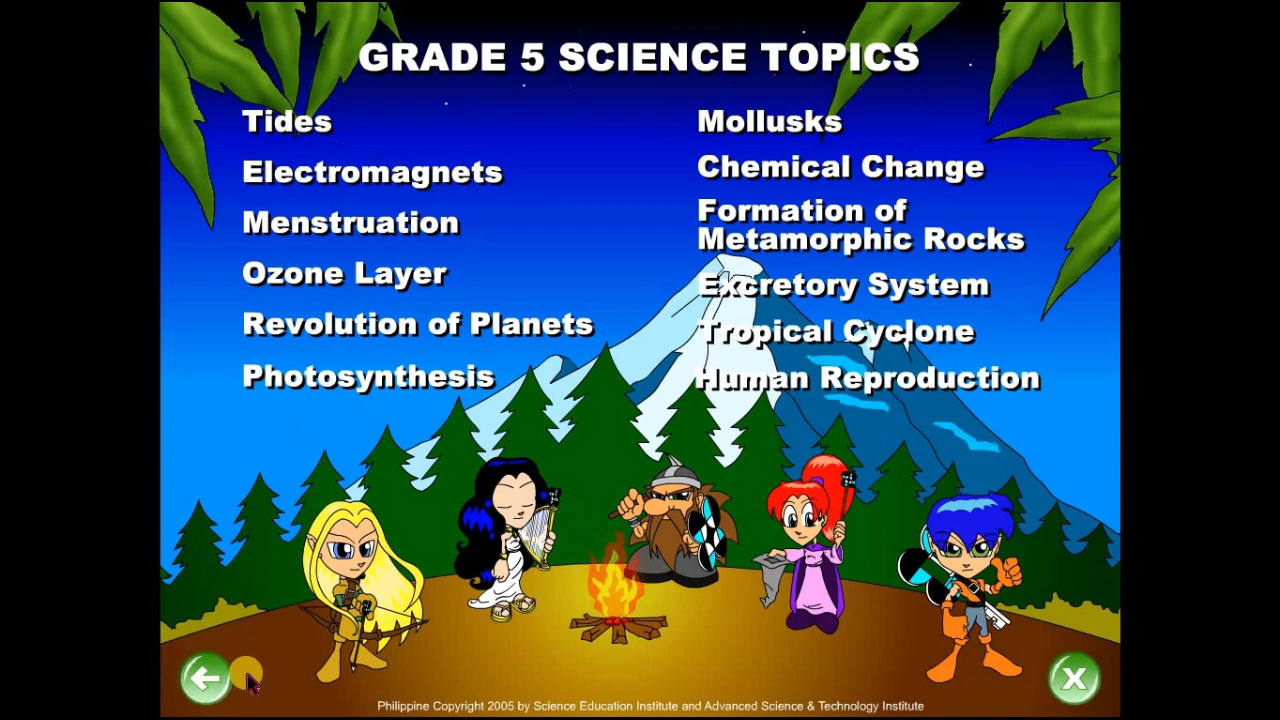 GRADE 5 SCIENCE TOPICS
Tides
Electromagnets
Menstruation
Ozone Layer
Revolution of Planets
Photosynthesis
Mollusks
Chemical Change
Formation of
Metamorphic Rocks
Excretory System
Tropical Cyclone
Human Reproduction
X
Philippine Copyright 2005 by Science Education Institute and Advanced Science & Technology Institute